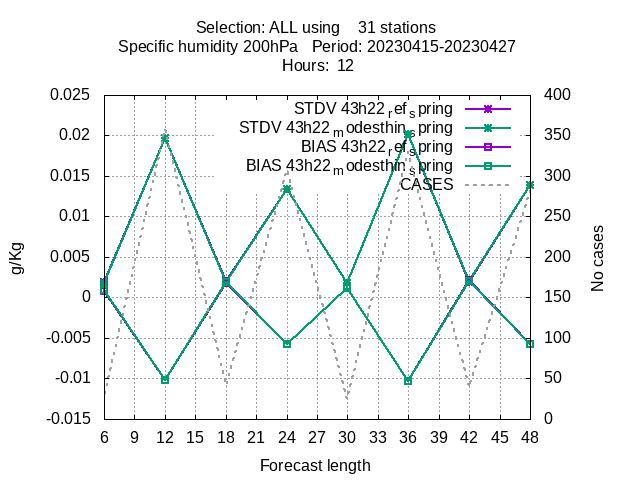 Selection: ALL using    31 stations
Specific humidity 200hPa   Period: 20230415-20230427
Hours:  12
STDV 43h22_ref_spring
STDV 43h22_modesthin_spring
BIAS 43h22_ref_spring
BIAS 43h22_modesthin_spring
CASES
0.025
0.02
0.015
0.01
0.005
0
-0.005
-0.01
-0.015
g/Kg
400
350
300
250
200
150
100
50
0
No cases
6 9 12 15 18 21 24 27 30 33 36 39 42 45 48
Forecast length